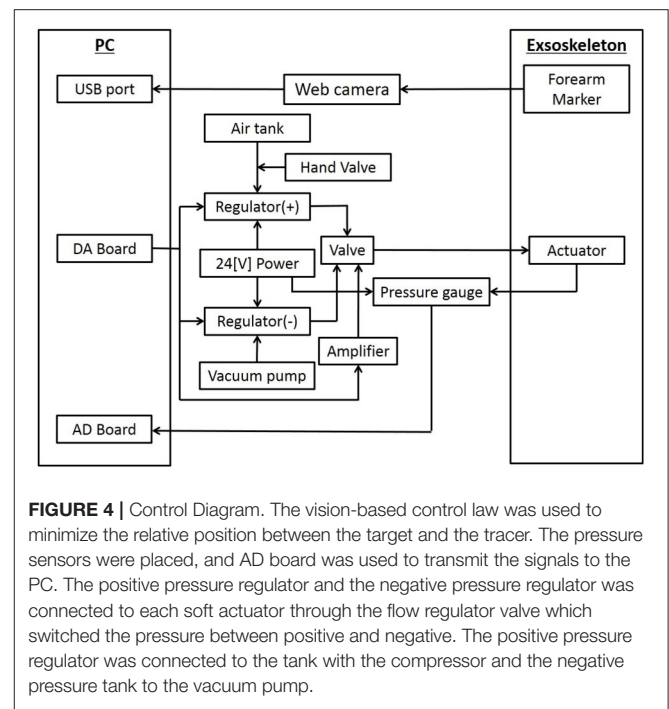 PC
Exsoskeleton
USB port
Web camera
Forearm
Marker
Air tank
Hand Valve
Regulator(+)
DA Board
24[V] Power
Valve
Actuator
Pressure gauge
Regulator(-)
Amplifier
Vacuum pump
AD Board
FIGURE 4 | Control Diagram. The vision-based control law was used to
minimize the relative position between the target and the tracer. The pressure
sensors were placed, and AD board was used to transmit the signals to the
PC. The positive pressure regulator and the negative pressure regulator was
connected to each soft actuator through the flow regulator valve which
switched the pressure between positive and negative. The positive pressure
regulator was connected to the tank with the compressor and the negative
pressure tank to the vacuum pump.